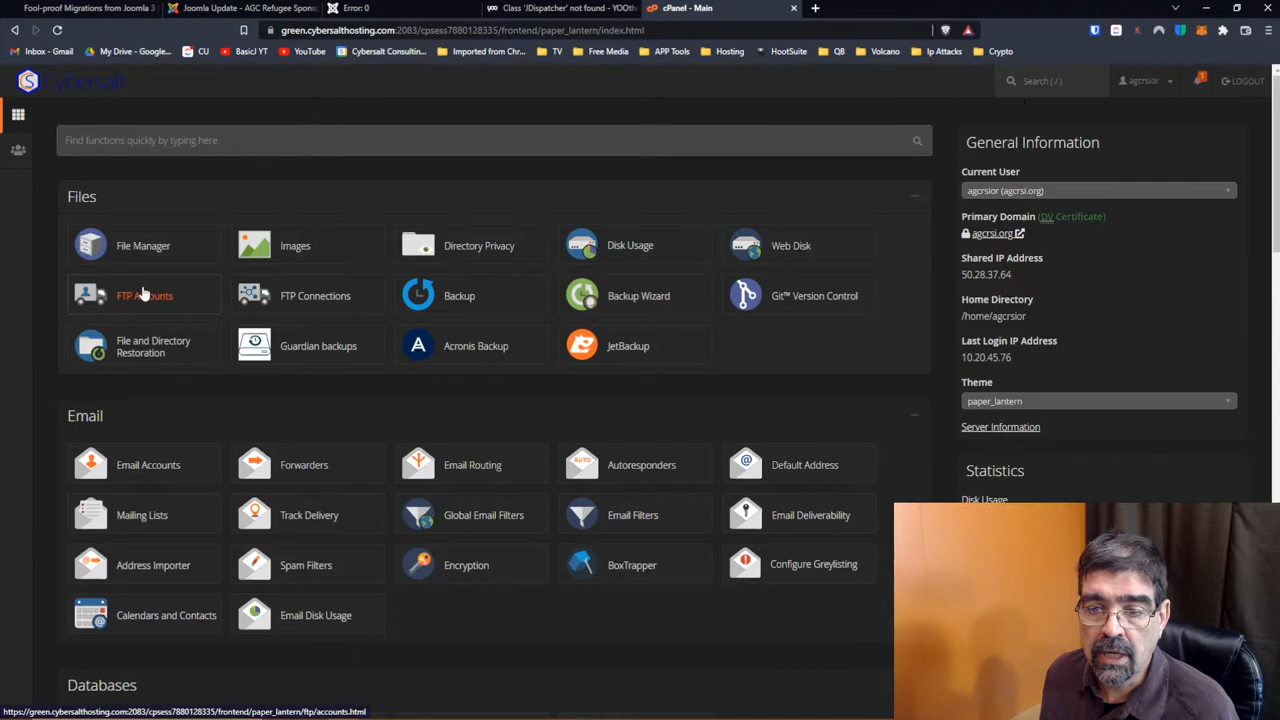 Fool-proof Migrations from Joomla 3
Joomla Update - AGC Refugee Spons
Error: 0
Class 'JDispatcher' not found - YOOth
cPanel - Main
green.cybersalthosting.com:2083/cpsess7880128335/frontend/paper_lantern/index.html
Inbox - Gmail
My Drive - Google...
CU
Basic! YT
YouTube
Cybersalt Consultin...
Imported from Chr...
TV
Free Media
APP Tools
Hosting
HootSuite
QB
Volcano
Ip Attacks
Crypto
Cybersalt
Search ( / )
agcrsior
1
LOGOUT
Find functions quickly by typing here.
Files
File Manager
Images
Directory Privacy
Disk Usage
Web Disk
FTP Accounts
FTP Connections
Backup
Backup Wizard
Git™ Version Control
File and Directory
Restoration
Guardian backups
Acronis Backup
JetBackup
Email
Email Accounts
Forwarders
Email Routing
Autoresponders
Default Address
Mailing Lists
Track Delivery
Global Email Filters
Email Filters
Email Deliverability
Address Importer
Spam Filters
Encryption
BoxTrapper
Configure Greylisting
Calendars and Contacts
Email Disk Usage
Databases
General Information
Current User
agcrsior (agcrsi.org)
Primary Domain (DV Certificate)
agcrsi.org
Shared IP Address
50.28.37.64
Home Directory
/home/agcrsior
Last Login IP Address
10.20.45.76
Theme
paper_lantern
Server Information
Statistics
Disk Usage
https://green.cybersalthosting.com:2083/cpsess7880128335/frontend/paper_lantern/ftp/accounts.html